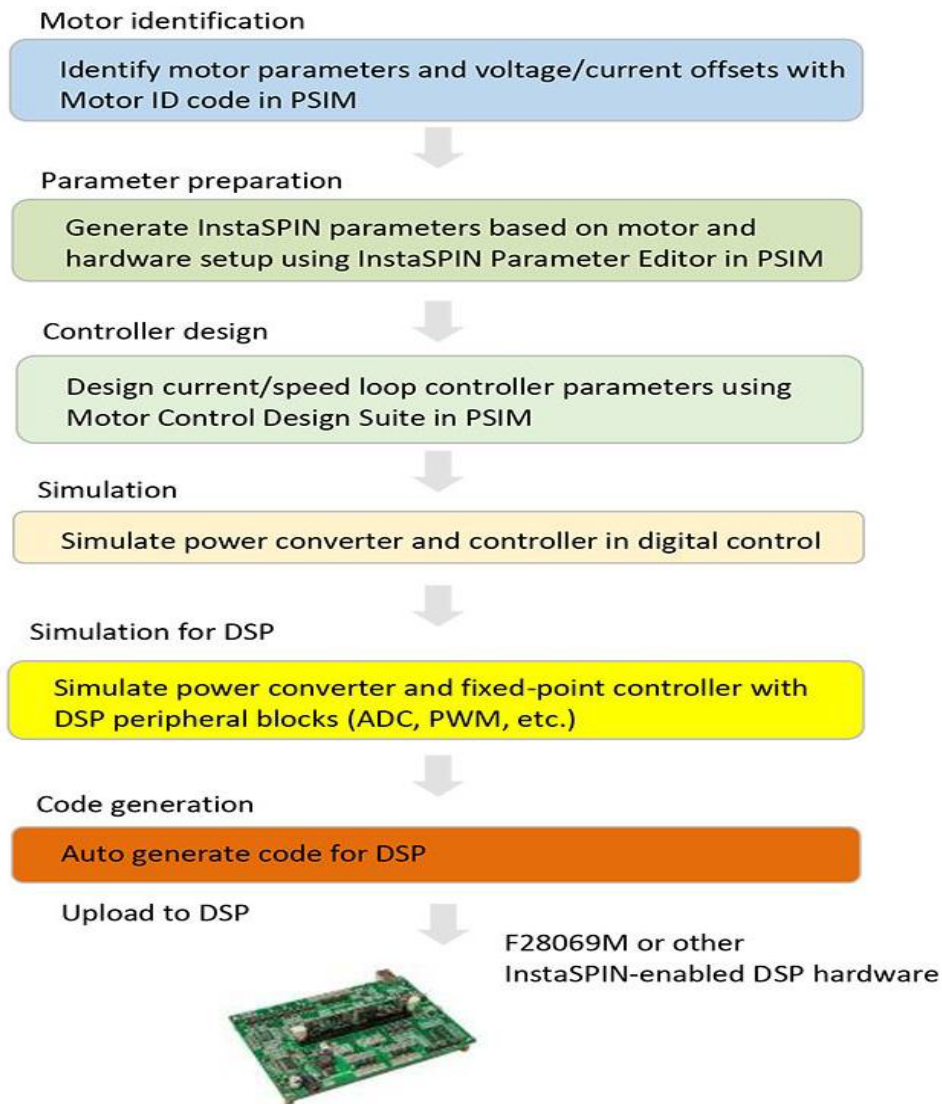 Motor identification
Identify motor parameters and voltage/current offsets with
Motor ID code in PSIM
Parameter preparation
Generate InstaSPIN parameters based on motor and
hardware setup using InstaSPIN Parameter Editor in PSIM
Controller design
Design current/speed loop controller parameters using
Motor Control Design Suite in PSIM
Simulation
Simulate power converter and controller in digital control
Simulation for DSP
Simulate power converter and fixed-point controller with
DSP peripheral blocks (ADC, PWM, etc.)
Code generation
Auto generate code for DSP
Upload to DSP
F28069M or other
InstaSPIN-enabled DSP hardware